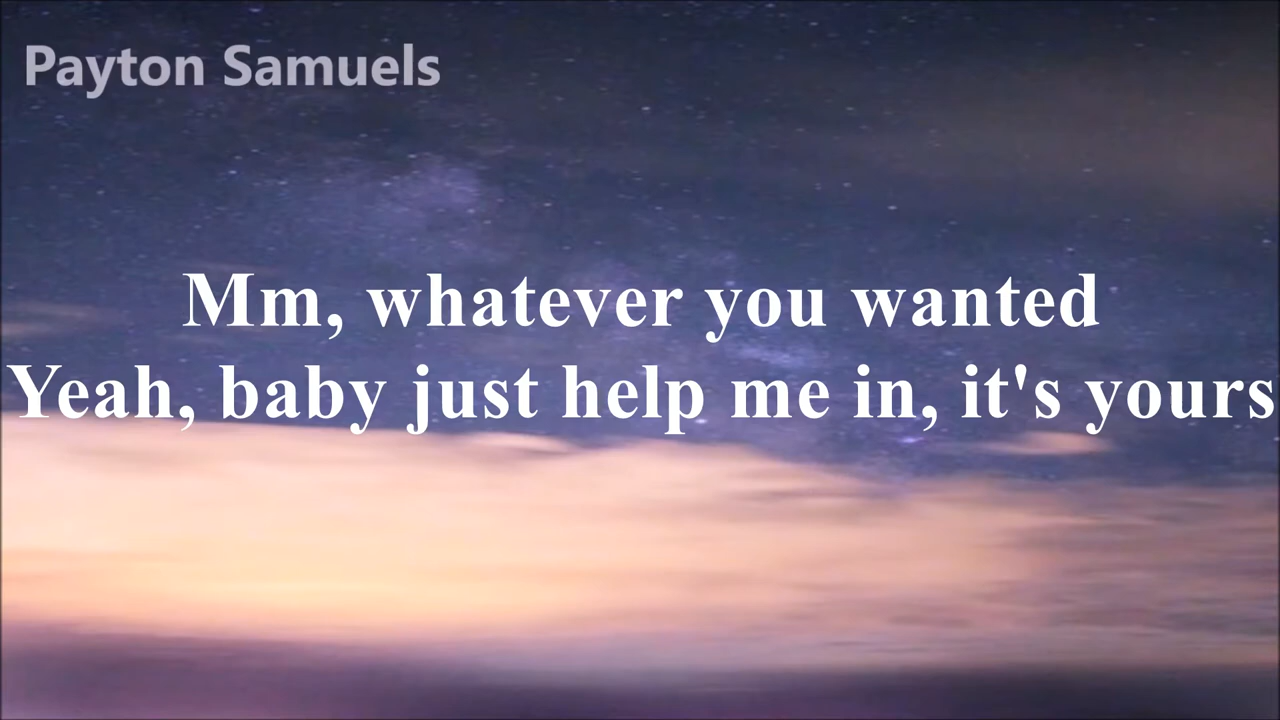 Payton Samuels
Mm, whatever you wanted
Yeah, baby just help me in, it's yours